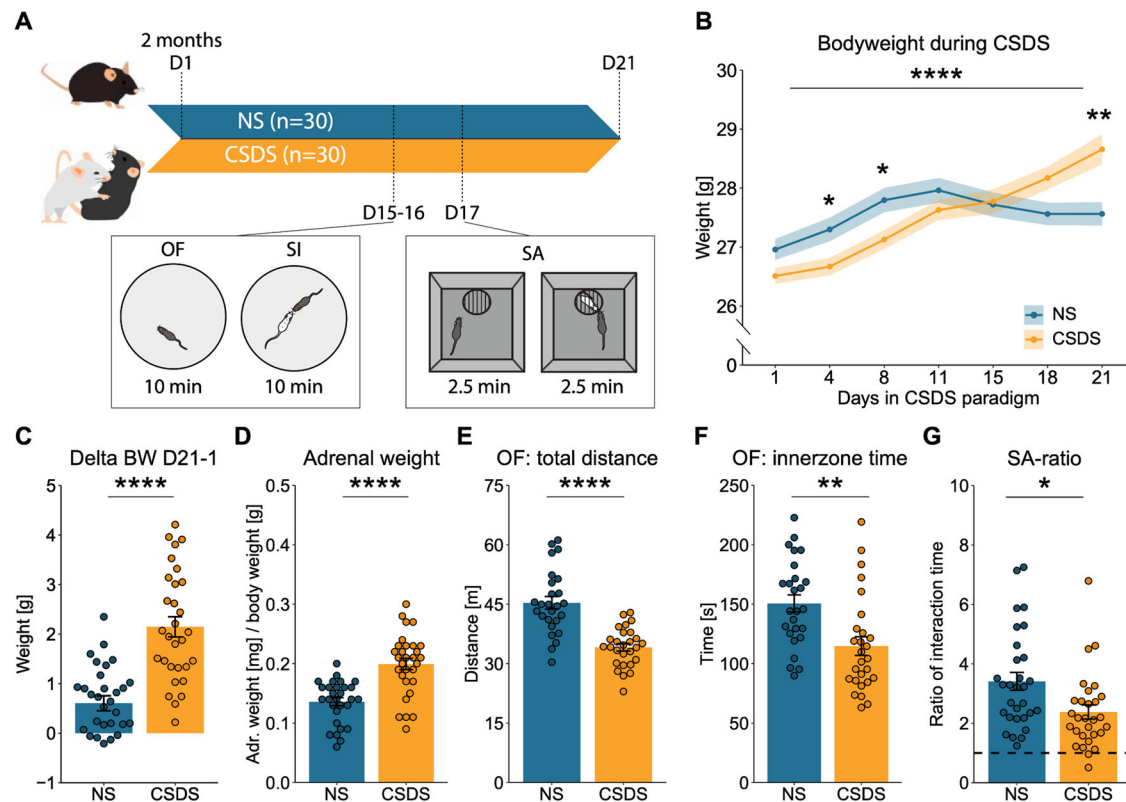 A
2 months
D1
D21
NS (n=30)
CSDS (n=30)
D15-16
D17
OF
SI
10 min
10 min
SA
2.5 min
2.5 min
B
Bodyweight during CSDS
****
**
*
*
30
29
28
27
26
0
Weight [g]
NS
CSDS
1 4 8 11 15 18 21
Days in CSDS paradigm
C
Delta BW D21-1
****
5
4
3
2
1
0
−1
Weight [g]
NS CSDS
D
Adrenal weight
****
0.5
0.4
0.3
0.2
0.1
0.0
Adr. weight [mg] / body weight [g]
NS CSDS
E
OF: total distance
****
75
60
45
30
15
0
Distance [m]
NS CSDS
F
OF: innerzone time
**
250
200
150
100
50
0
Time [s]
NS CSDS
G
SA-ratio
*
10
8
6
4
2
0
Ratio of interaction time
NS CSDS